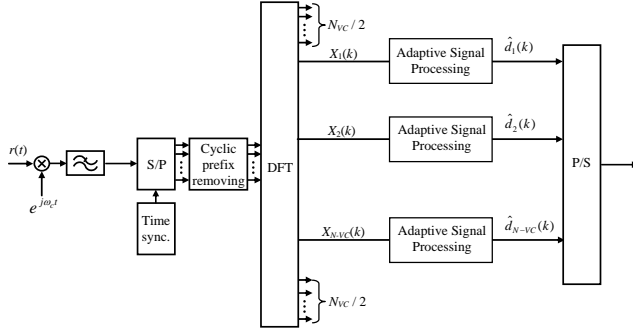 N_VC / 2
X_1(k)
Adaptive Signal
Processing
d̂_1(k)
r(t)
e^{jω_c t}
S/P
Time
sync.
Cyclic
prefix
removing
DFT
X_2(k)
Adaptive Signal
Processing
d̂_2(k)
P/S
X_{N-VC}(k)
Adaptive Signal
Processing
d̂_{N-VC}(k)
N_VC / 2